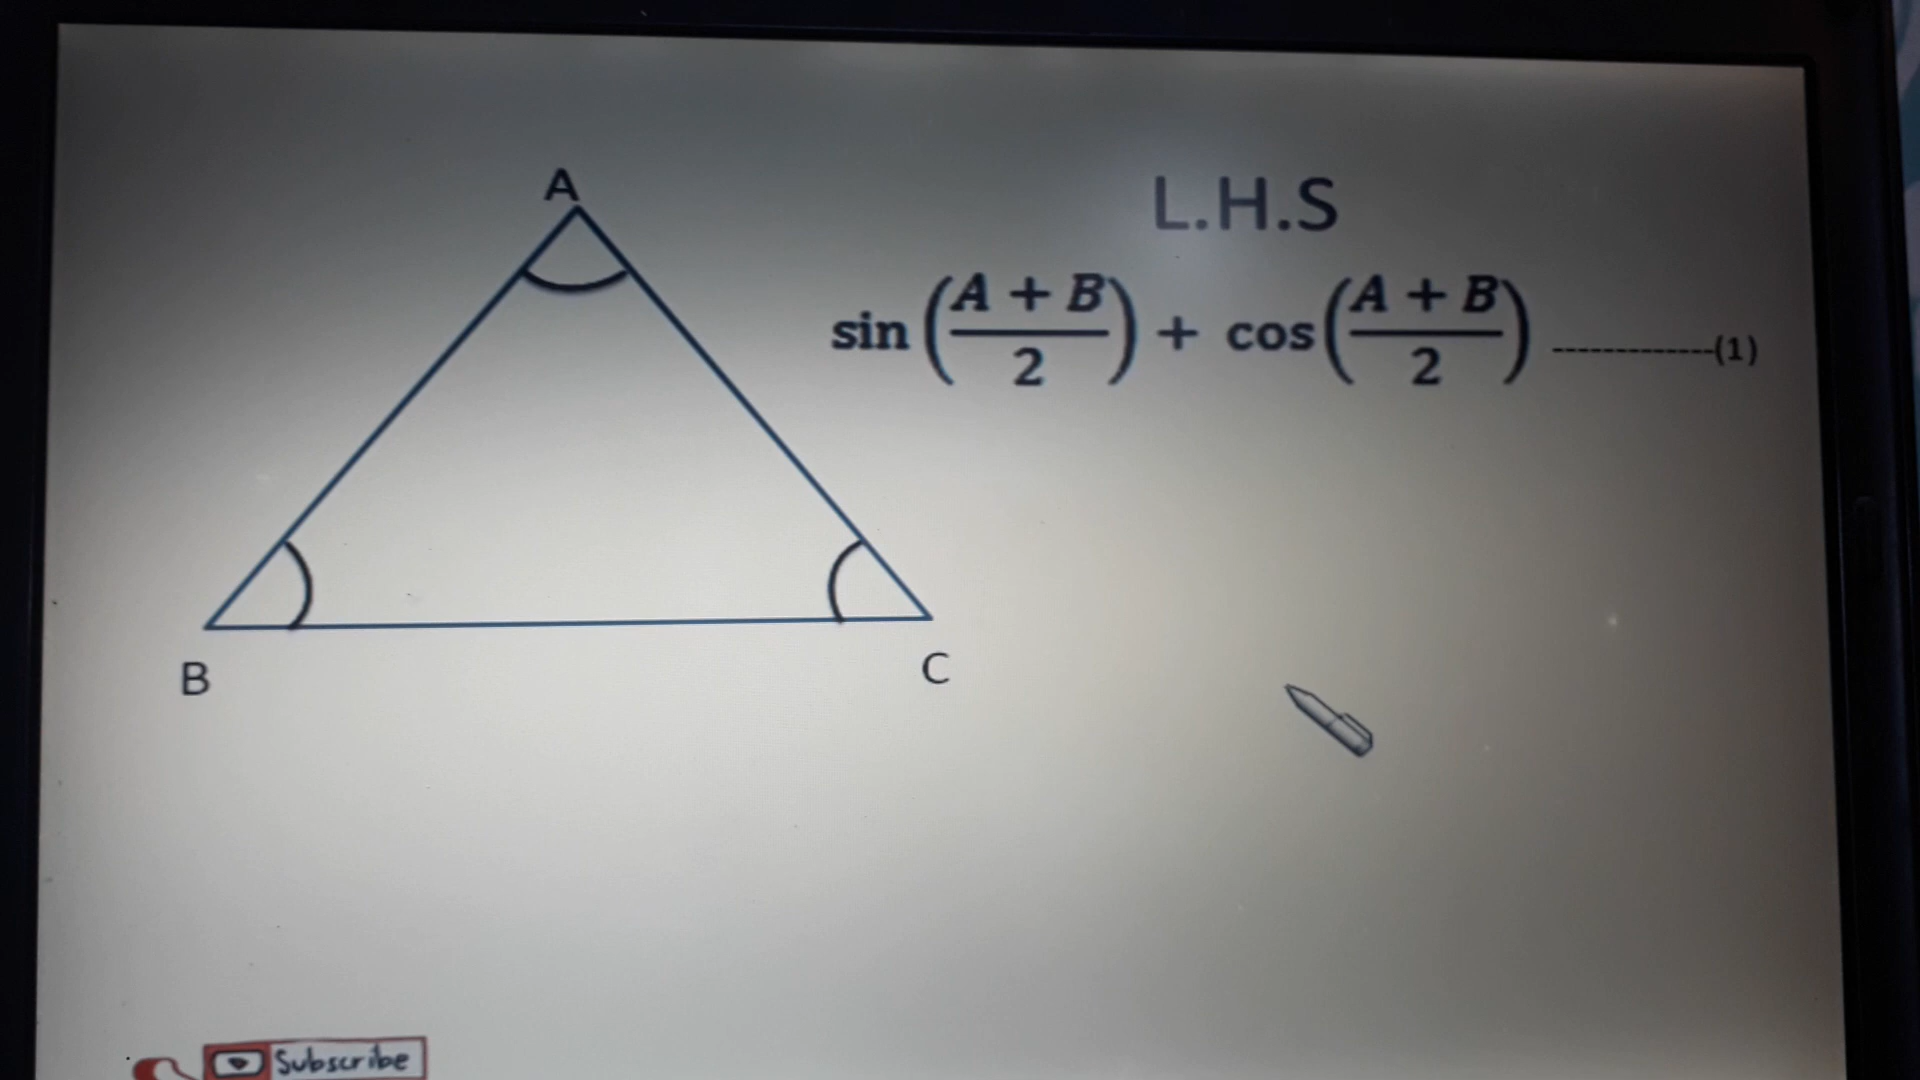 A
L.H.S
sin(A + B / 2) + cos(A + B / 2) -------------(1)
B
C
Subscribe